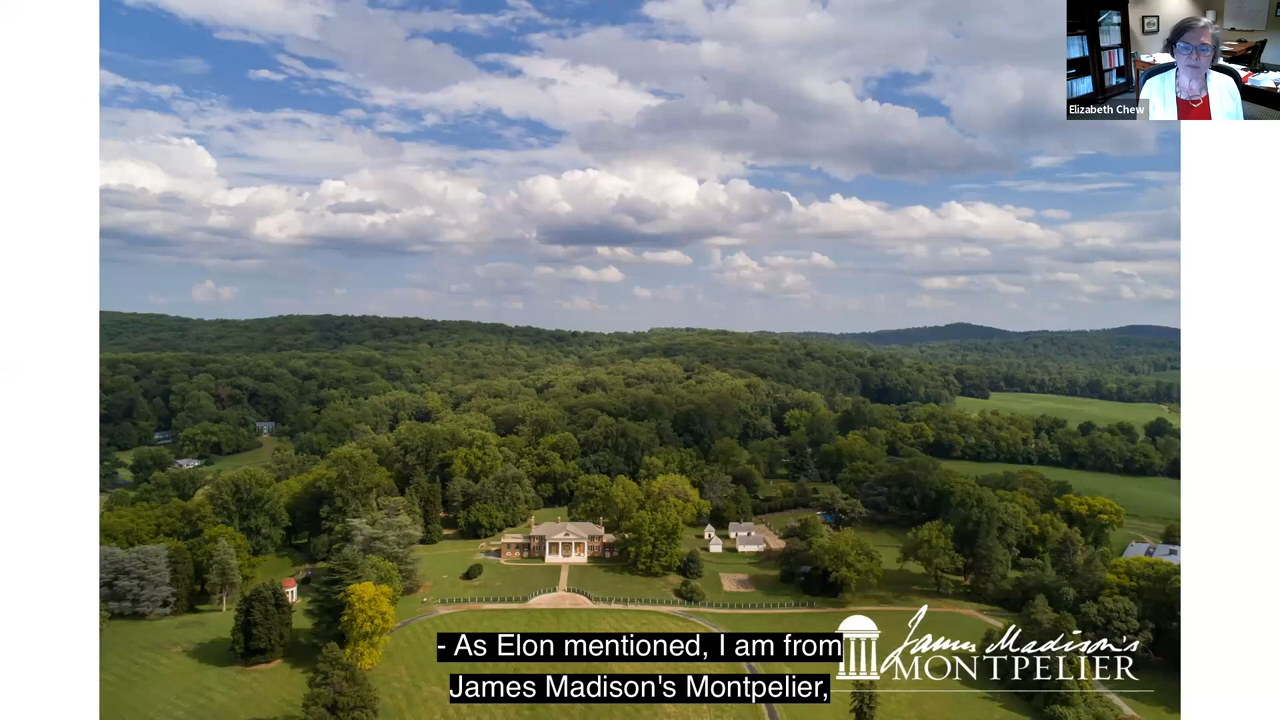 Elizabeth Chew
- As Elon mentioned, I am from
James Madison's Montpelier,
James Madison's
MONTPELIER